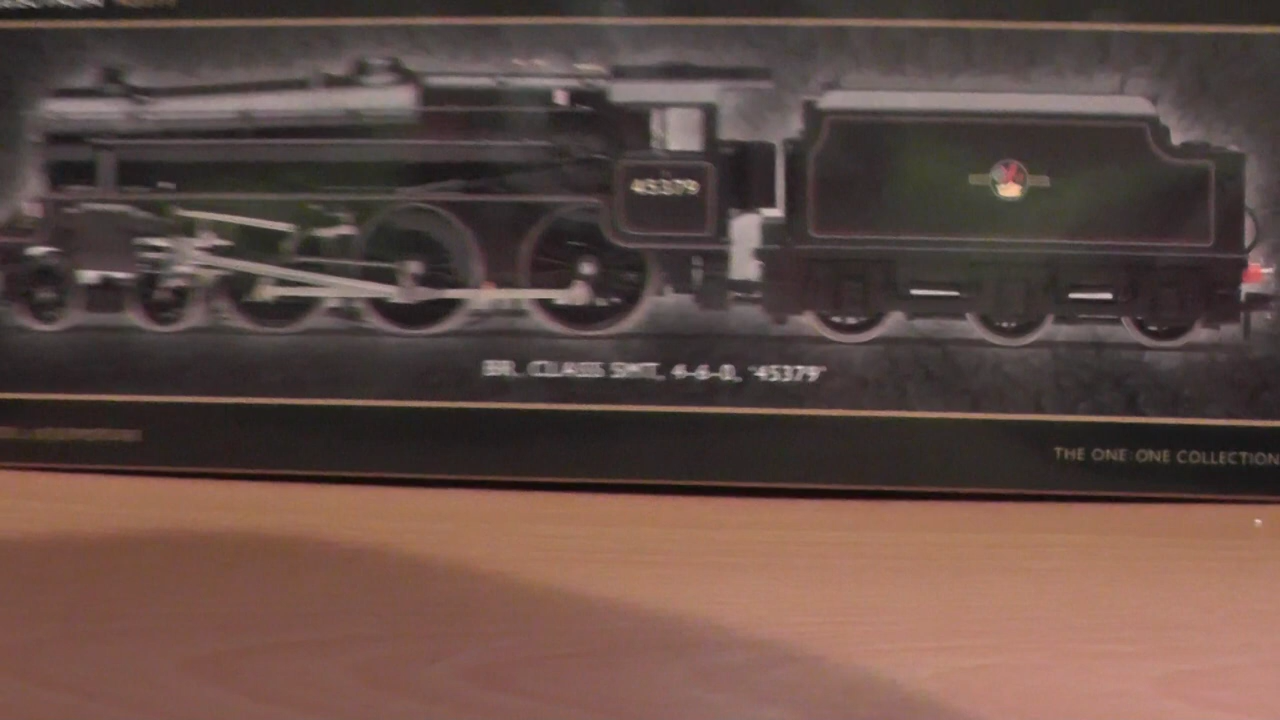 45379
BR. CLASS 5MT, 4-6-0, '45379'
THE ONE:ONE COLLECTION